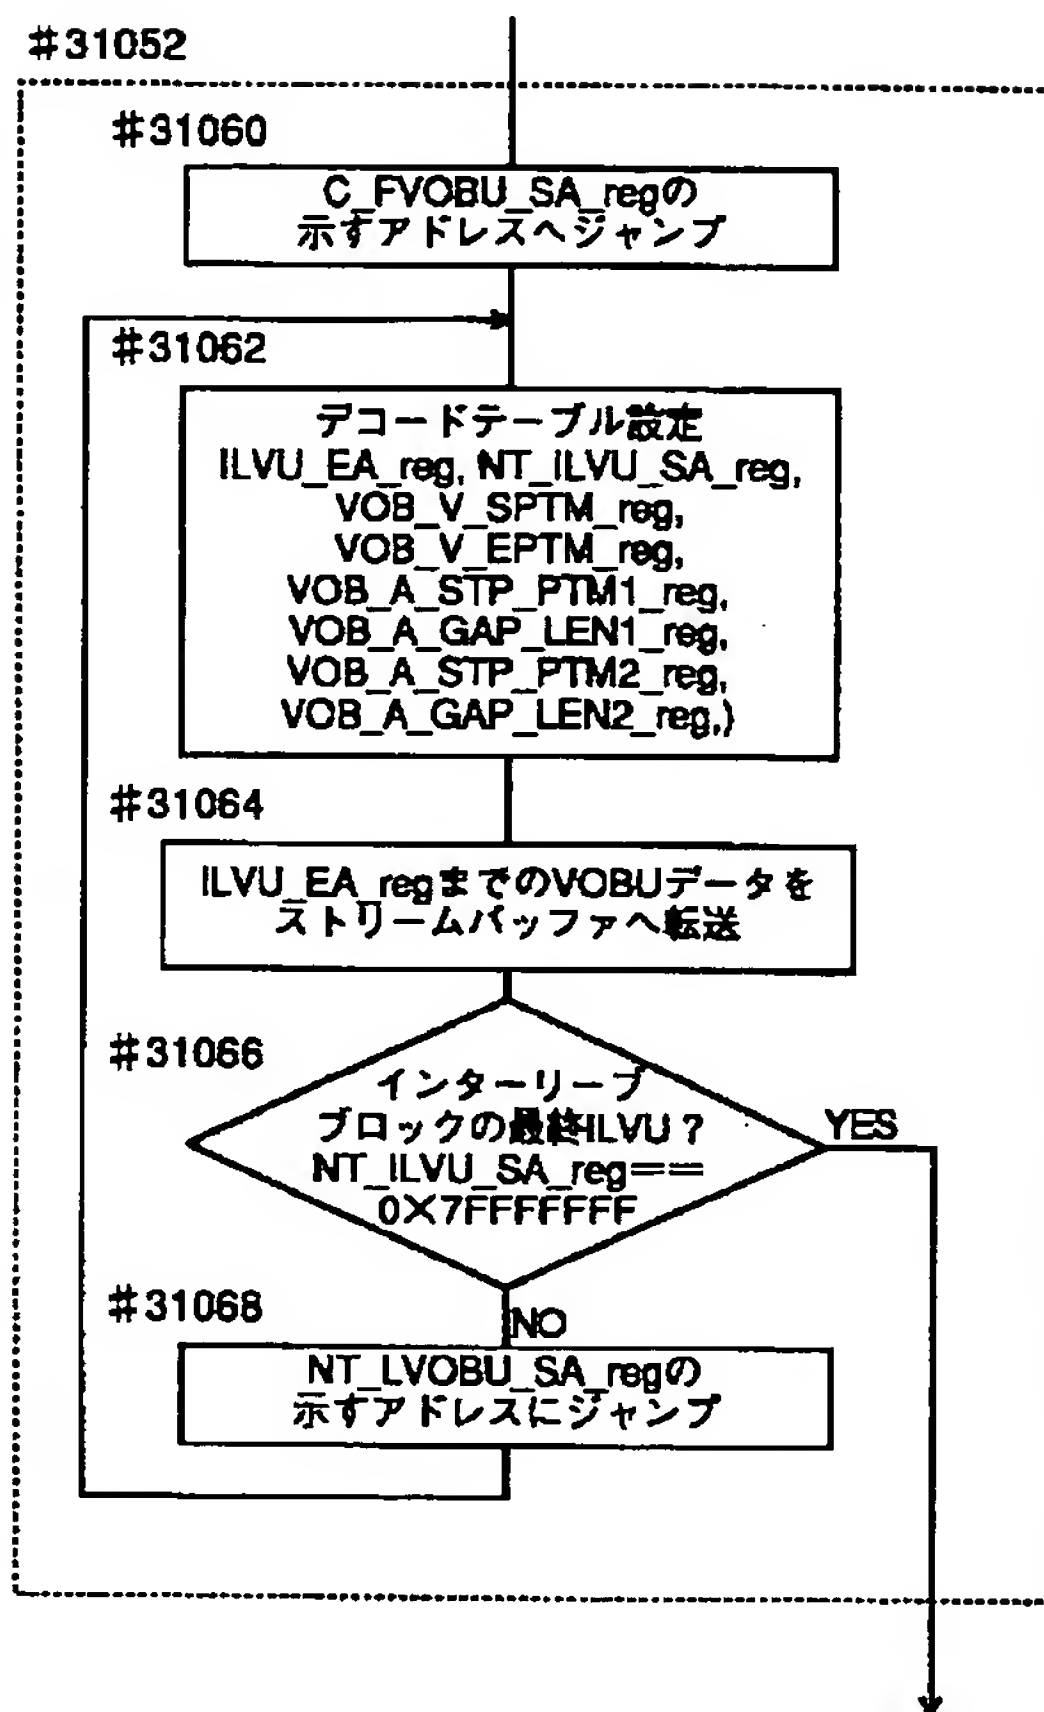 #31052
#31060
C_FVOBU_SA_regの
示すアドレスへジャンプ
#31062
デコードテーブル設定
ILVU_EA_reg, NT_ILVU_SA_reg,
VOB_V_SPTM_reg,
VOB_V_EPTM_reg,
VOB_A_STP_PTM1_reg,
VOB_A_GAP_LEN1_reg,
VOB_A_STP_PTM2_reg,
VOB_A_GAP_LEN2_reg,)
#31064
ILVU_EA_regまでのVOBUデータを
ストリームバッファへ転送
#31066
インターリーブ
ブロックの最終ILVU？
YES
NT_ILVU_SA_reg==
0×7FFFFFFF
#31068
NO
NT_LVOBU_SA_regの
示すアドレスにジャンプ